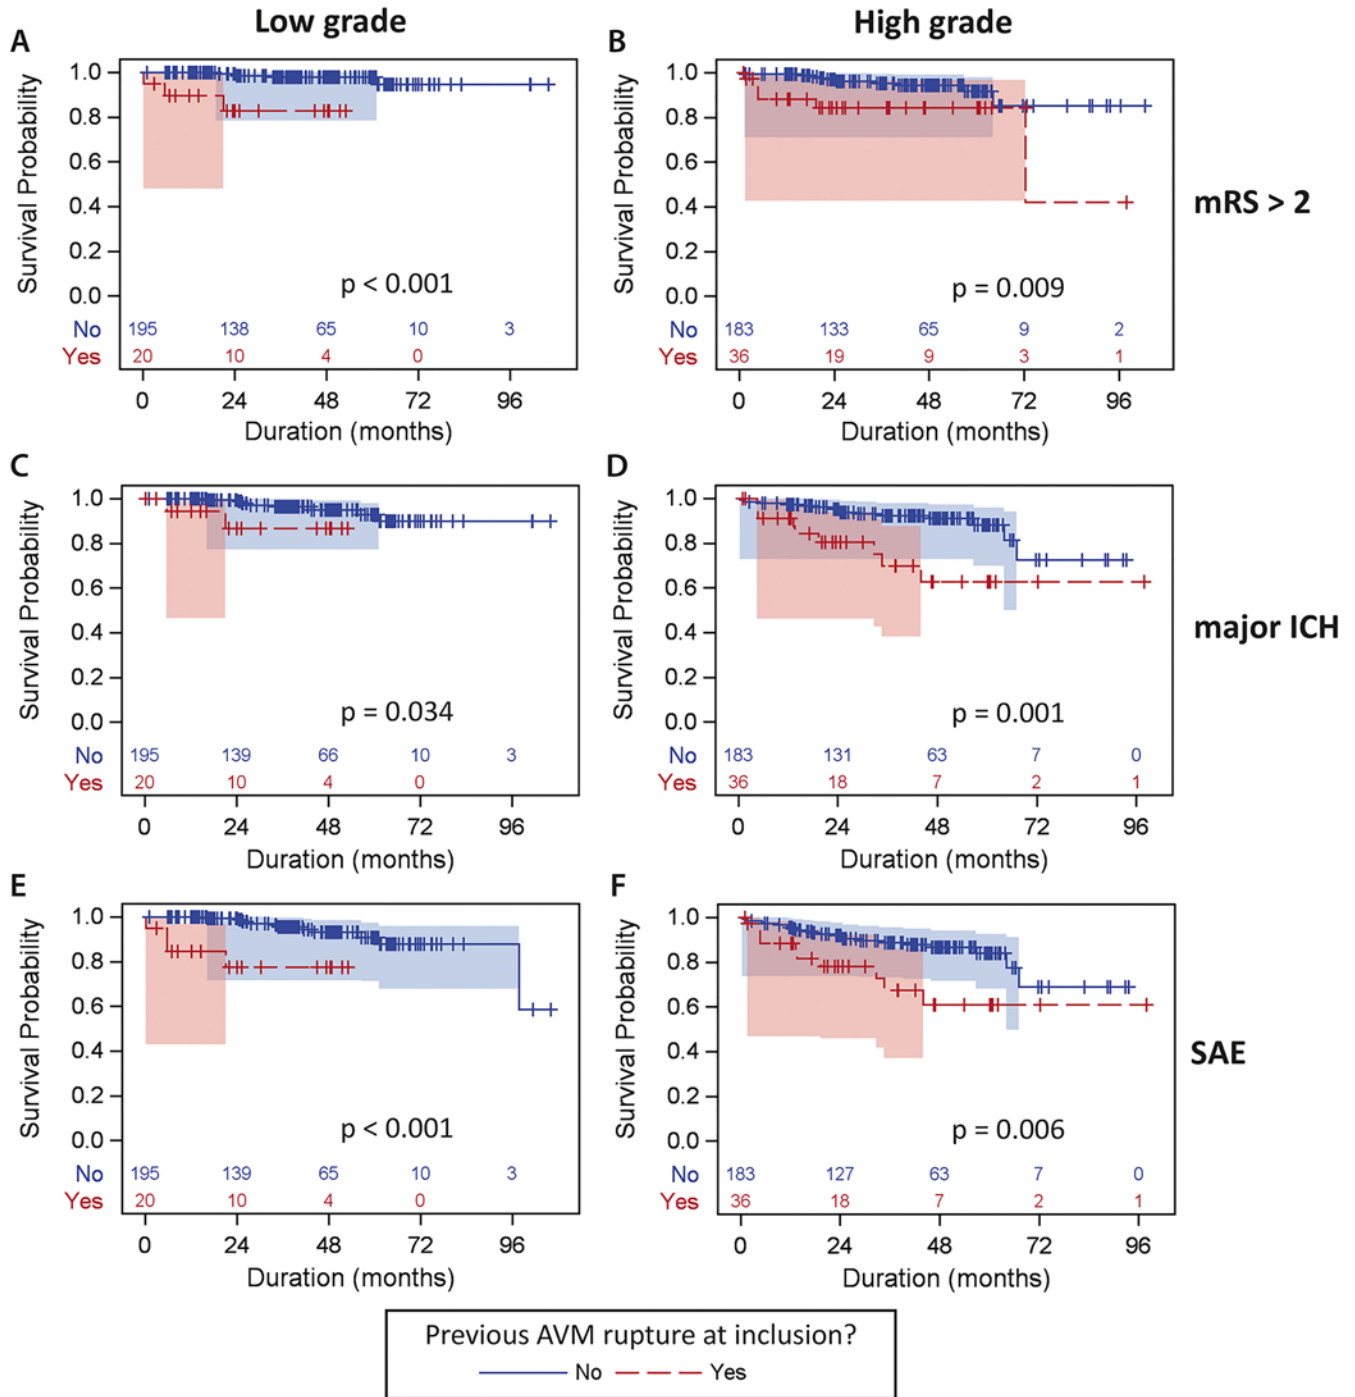 Low grade
High grade
A
Survival Probability
1.0
0.8
0.6
0.4
0.2
0.0
p < 0.001
No 195 138 65 10 3
Yes 20 10 4 0
0 24 48 72 96
Duration (months)
B
Survival Probability
1.0
0.8
0.6
0.4
0.2
0.0
p = 0.009
No 183 133 65 9 2
Yes 36 19 9 3 1
0 24 48 72 96
Duration (months)
mRS > 2
C
Survival Probability
1.0
0.8
0.6
0.4
0.2
0.0
p = 0.034
No 195 139 66 10 3
Yes 20 10 4 0
0 24 48 72 96
Duration (months)
D
Survival Probability
1.0
0.8
0.6
0.4
0.2
0.0
p = 0.001
No 183 131 63 7 0
Yes 36 18 7 2 1
0 24 48 72 96
Duration (months)
major ICH
E
Survival Probability
1.0
0.8
0.6
0.4
0.2
0.0
p < 0.001
No 195 139 65 10 3
Yes 20 10 4 0
0 24 48 72 96
Duration (months)
F
Survival Probability
1.0
0.8
0.6
0.4
0.2
0.0
p = 0.006
No 183 127 63 7 0
Yes 36 18 7 2 1
0 24 48 72 96
Duration (months)
SAE
Previous AVM rupture at inclusion?
No Yes